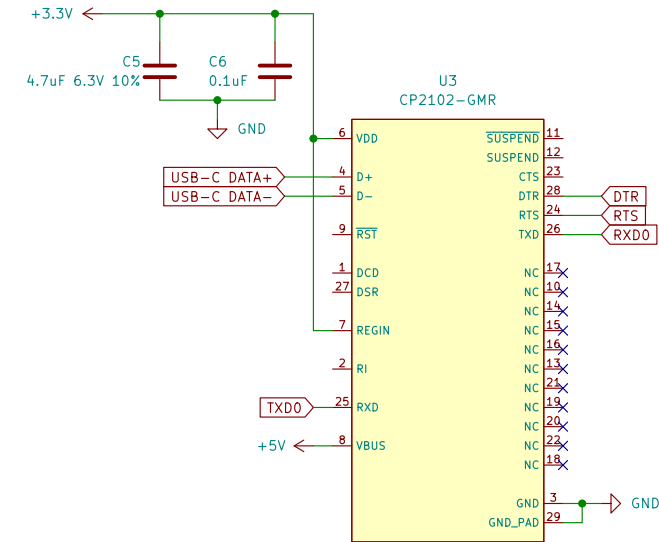 +3.3V
C5
4.7uF 6.3V 10%
C6
0.1uF
GND
U3
CP2102-GMR
6 VDD
USB-C DATA+ 4 D+
USB-C DATA- 5 D-
9 RST
1 DCD
27 DSR
7 REGIN
2 RI
TXD0 25 RXD
+5V 8 VBUS
SUSPEND 11
SUSPEND 12
CTS 23
DTR 28 DTR
RTS 24 RTS
TXD 26 RXD0
NC 17
NC 10
NC 14
NC 15
NC 16
NC 13
NC 21
NC 19
NC 20
NC 22
NC 18
GND 3 GND
GND_PAD 29